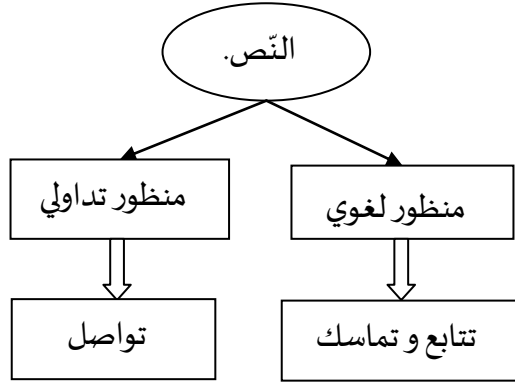 النّص.
منظور لغوي
منظور تداولي
تتابع و تماسك
تواصل